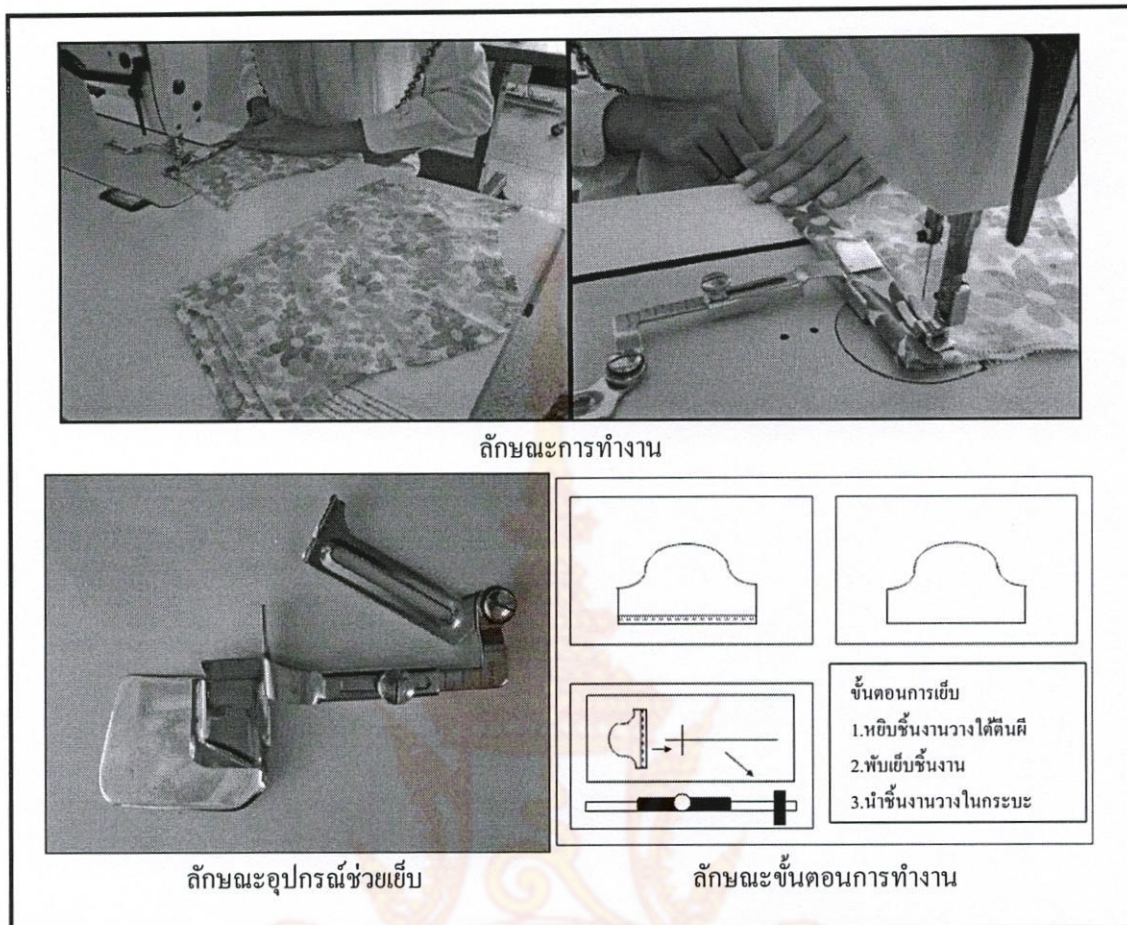 ลักษณะการทำงาน
ขั้นตอนการเย็บ
1.หยิบชิ้นงานวางใต้ตีนผี
2.พับเย็บชิ้นงาน
3.นำชิ้นงานวางในกระบะ
ลักษณะอุปกรณ์ช่วยเย็บ
ลักษณะขั้นตอนการทำงาน